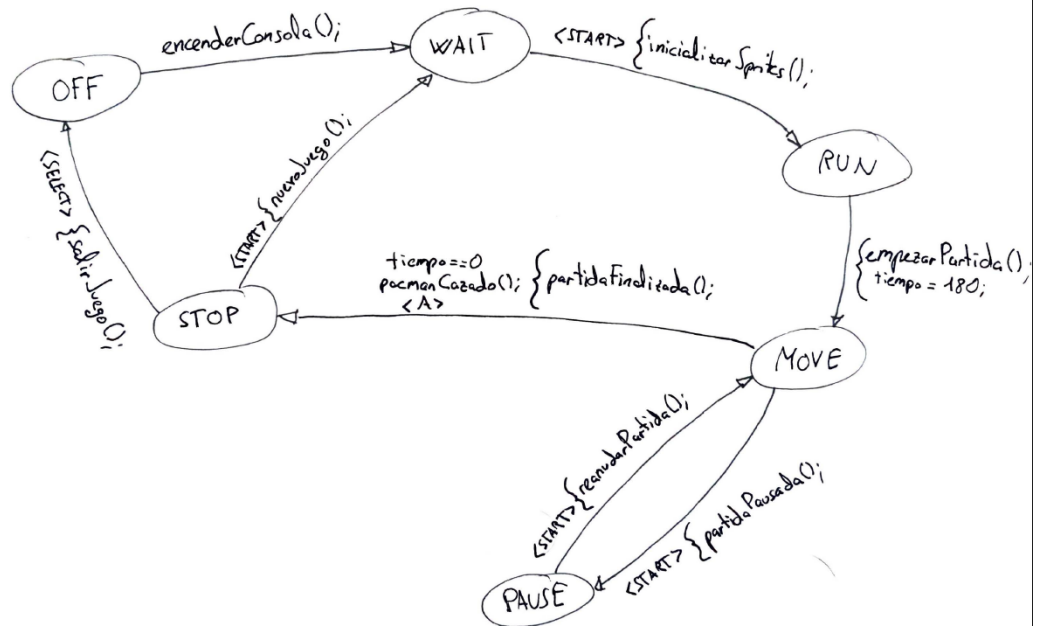 encenderConsola();
WAIT
<START> {inicializarSprites();
OFF
RUN
<START> {nuevoJuego();
<SELECT> {salirJuego();
tiempo==0
pacmanCazado(); {partidaFinalizada();
<A>
{empezarPartida();
tiempo = 180;
STOP
MOVE
<START> {reanudarPartida();
<START> {partidaPausada();
PAUSE